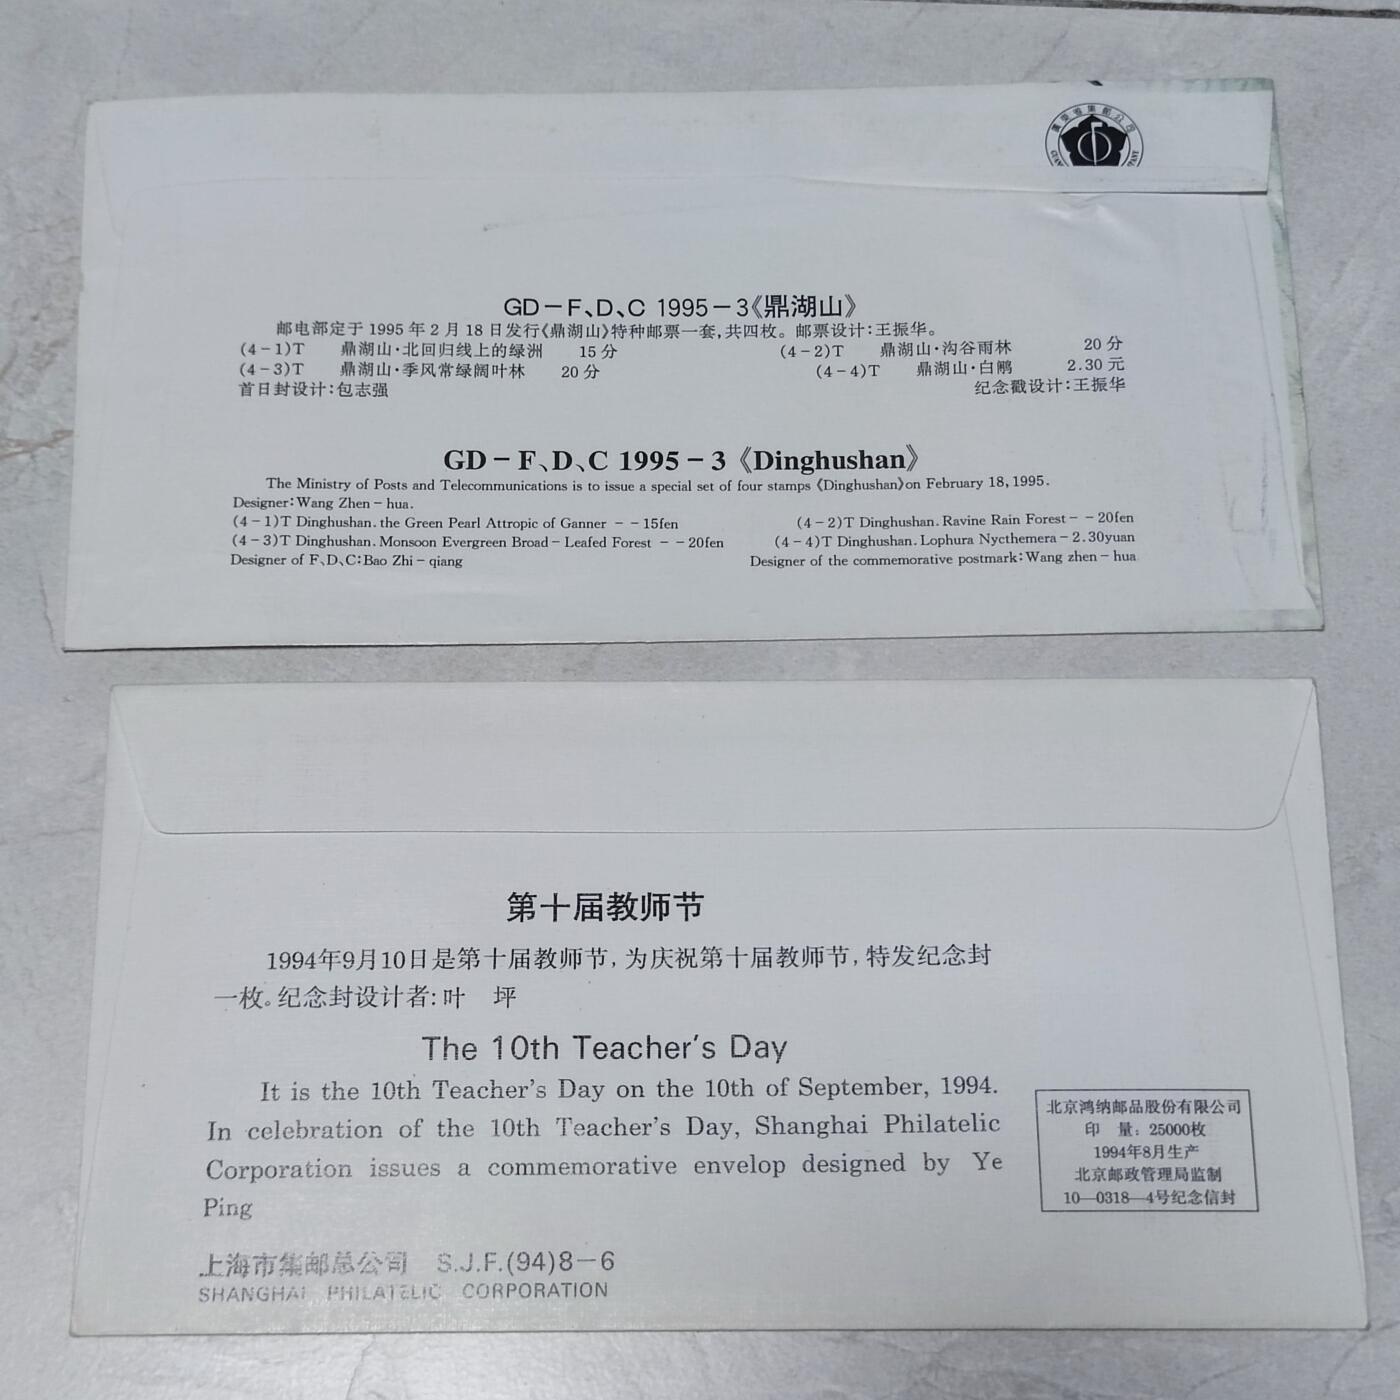 GD－F、D、C 1995－3《鼎湖山》
邮电部定于 1995 年 2 月 18 日发行《鼎湖山》特种邮票一套,共四枚。邮票设计:王振华。
(4－1)T 鼎湖山·北回归线上的绿洲 15 分 (4－2)T 鼎湖山·沟谷雨林 20 分
(4－3)T 鼎湖山·季风常绿阔叶林 20 分 (4－4)T 鼎湖山·白鹇 2.30 元
首日封设计:包志强 纪念戳设计:王振华
GD－F、D、C 1995－3《Dinghushan》
The Ministry of Posts and Telecommunications is to issue a special set of four stamps《Dinghushan》on February 18,1995.
Designer:Wang Zhen－hua.
(4－1)T Dinghushan. the Green Pearl Attropic of Ganner －－15fen (4－2)T Dinghushan. Ravine Rain Forest－－20fen
(4－3)T Dinghushan. Monsoon Evergreen Broad－Leafed Forest －－20fen (4－4)T Dinghushan. Lophura Nycthemera－2.30yuan
Designer of F、D、C:Bao Zhi－qiang Designer of the commemorative postmark:Wang zhen－hua
第十届教师节
1994年9月10日是第十届教师节,为庆祝第十届教师节,特发纪念封
一枚。纪念封设计者:叶 坪
The 10th Teacher's Day
It is the 10th Teacher's Day on the 10th of September, 1994.
In celebration of the 10th Teacher's Day, Shanghai Philatelic
Corporation issues a commemorative envelop designed by Ye
Ping
上海市集邮总公司 S.J.F.(94)8－6
SHANGHAI PHILATELIC CORPORATION
北京鸿纳邮品股份有限公司
印 量：25000枚
1994年8月生产
北京邮政管理局监制
10—0318—4号纪念信封